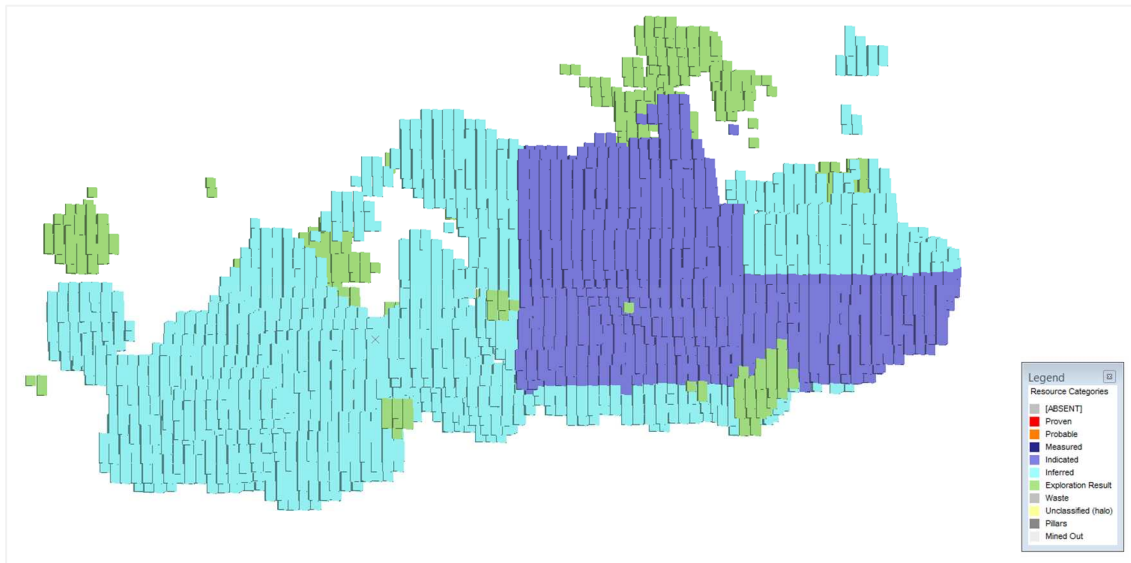 Legend
Resource Categories
[ABSENT]
Proven
Probable
Measured
Indicated
Inferred
Exploration Result
Waste
Unclassified (halo)
Pillars
Mined Out